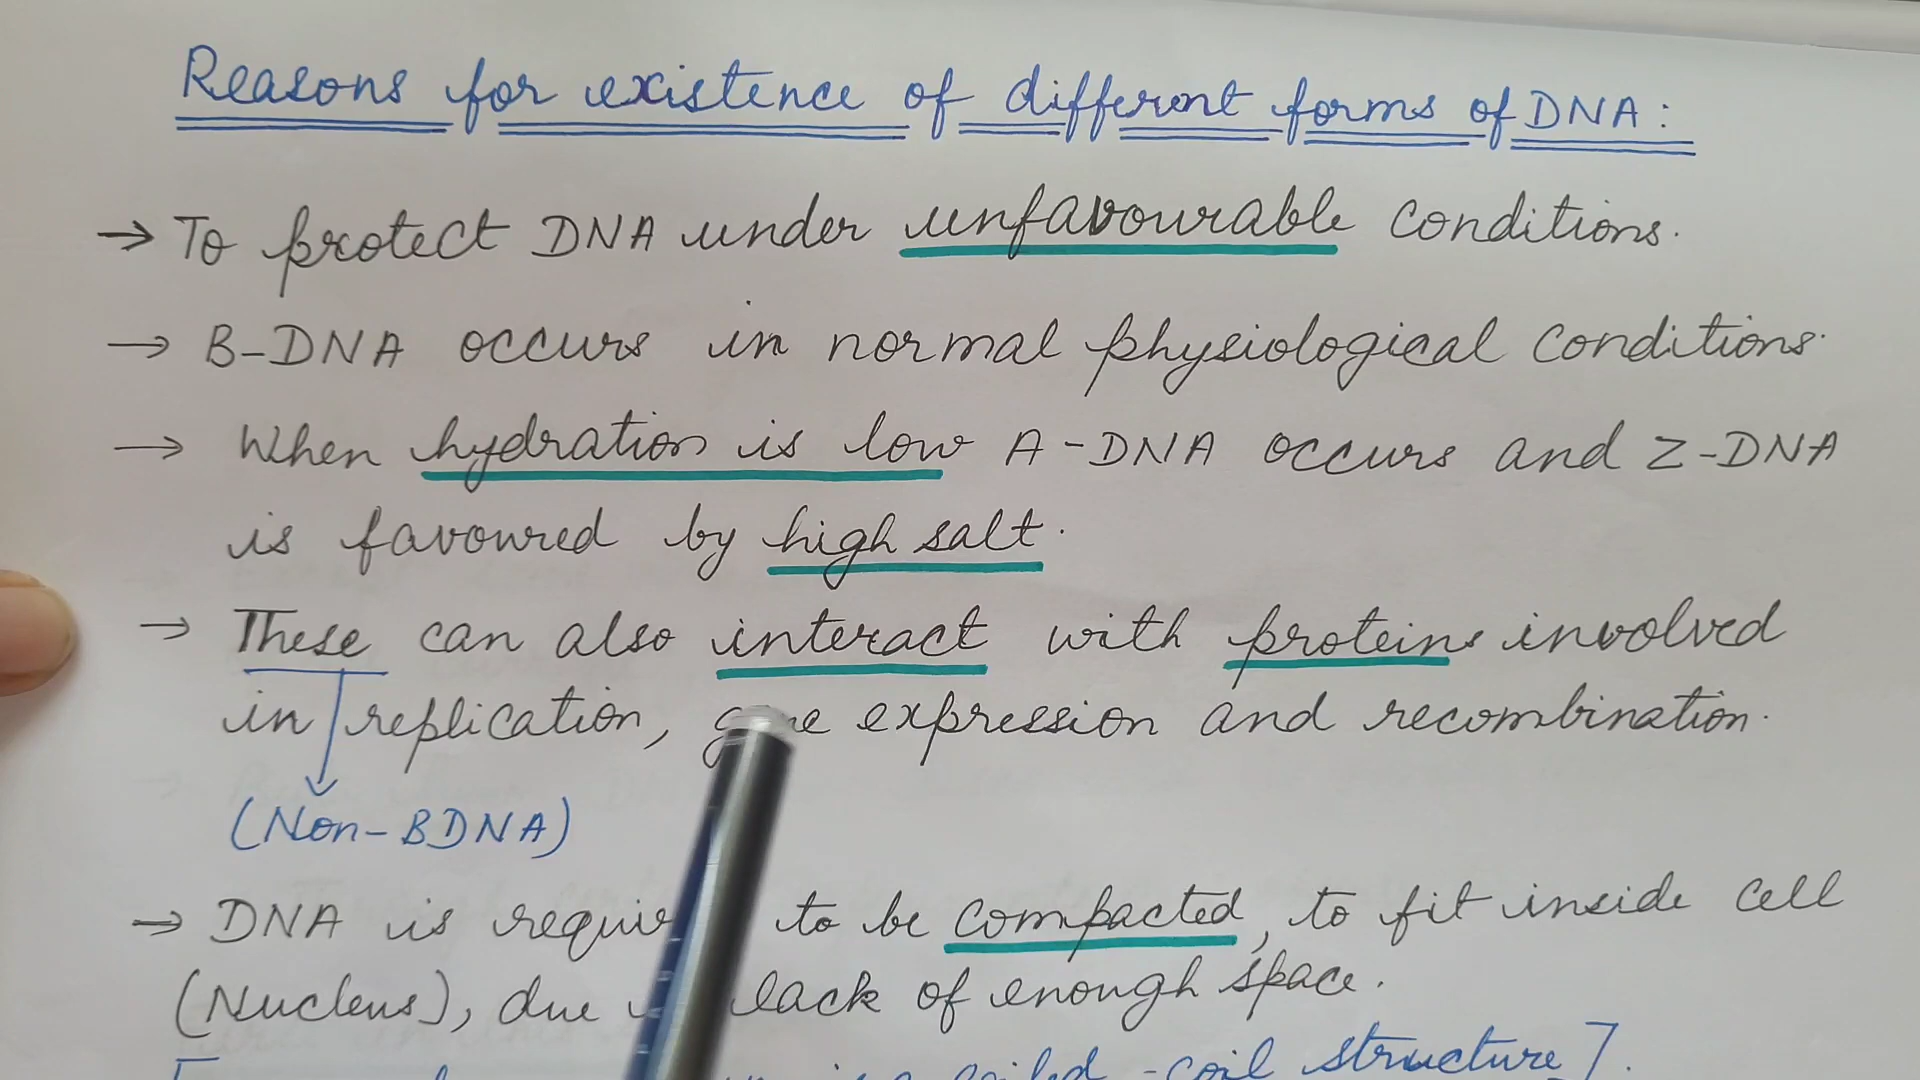 Reasons for existence of different forms of DNA:
→ To protect DNA under unfavourable conditions.
→ B-DNA occurs in normal physiological conditions.
→ When hydration is low A-DNA occurs and Z-DNA
is favoured by high salt.
→ These can also interact with proteins involved
in replication, expression and recombination.
(Non-BDNA)
→ DNA is to be compacted, to fit inside cell
(Nucleus), due lack of enough space.
coiled-coil structure].